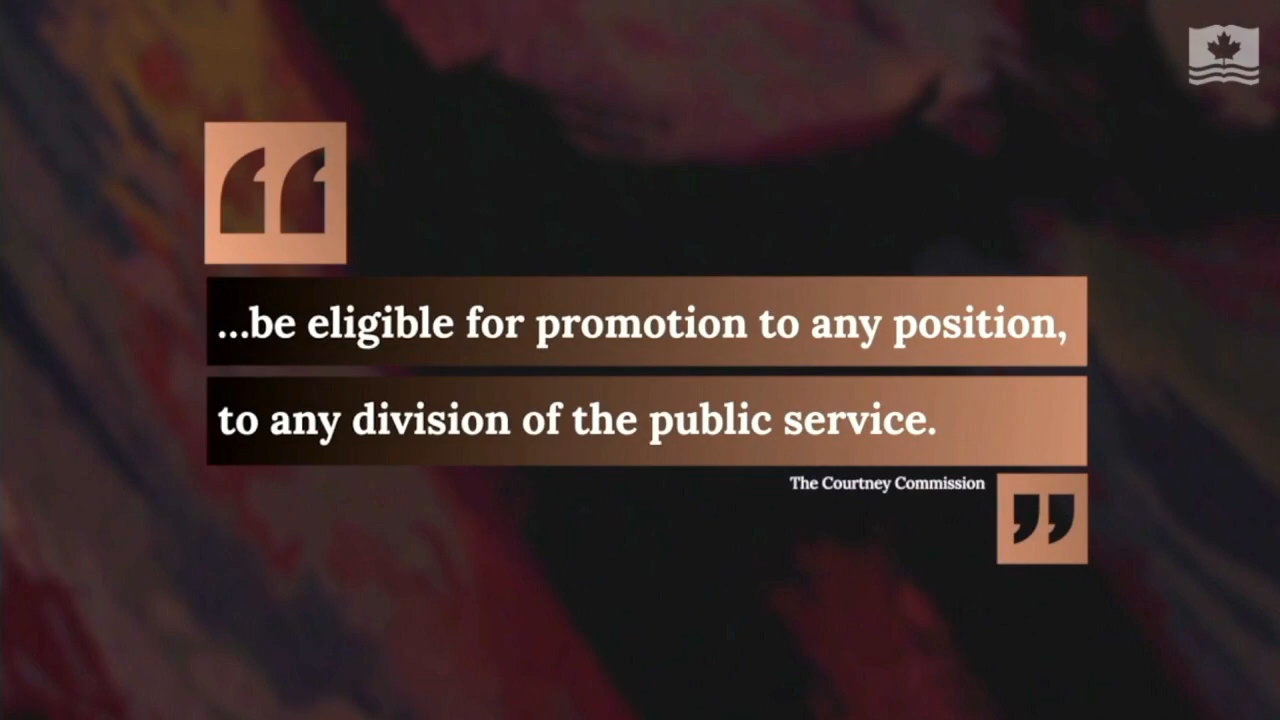 “
...be eligible for promotion to any position,
to any division of the public service.
The Courtney Commission
”